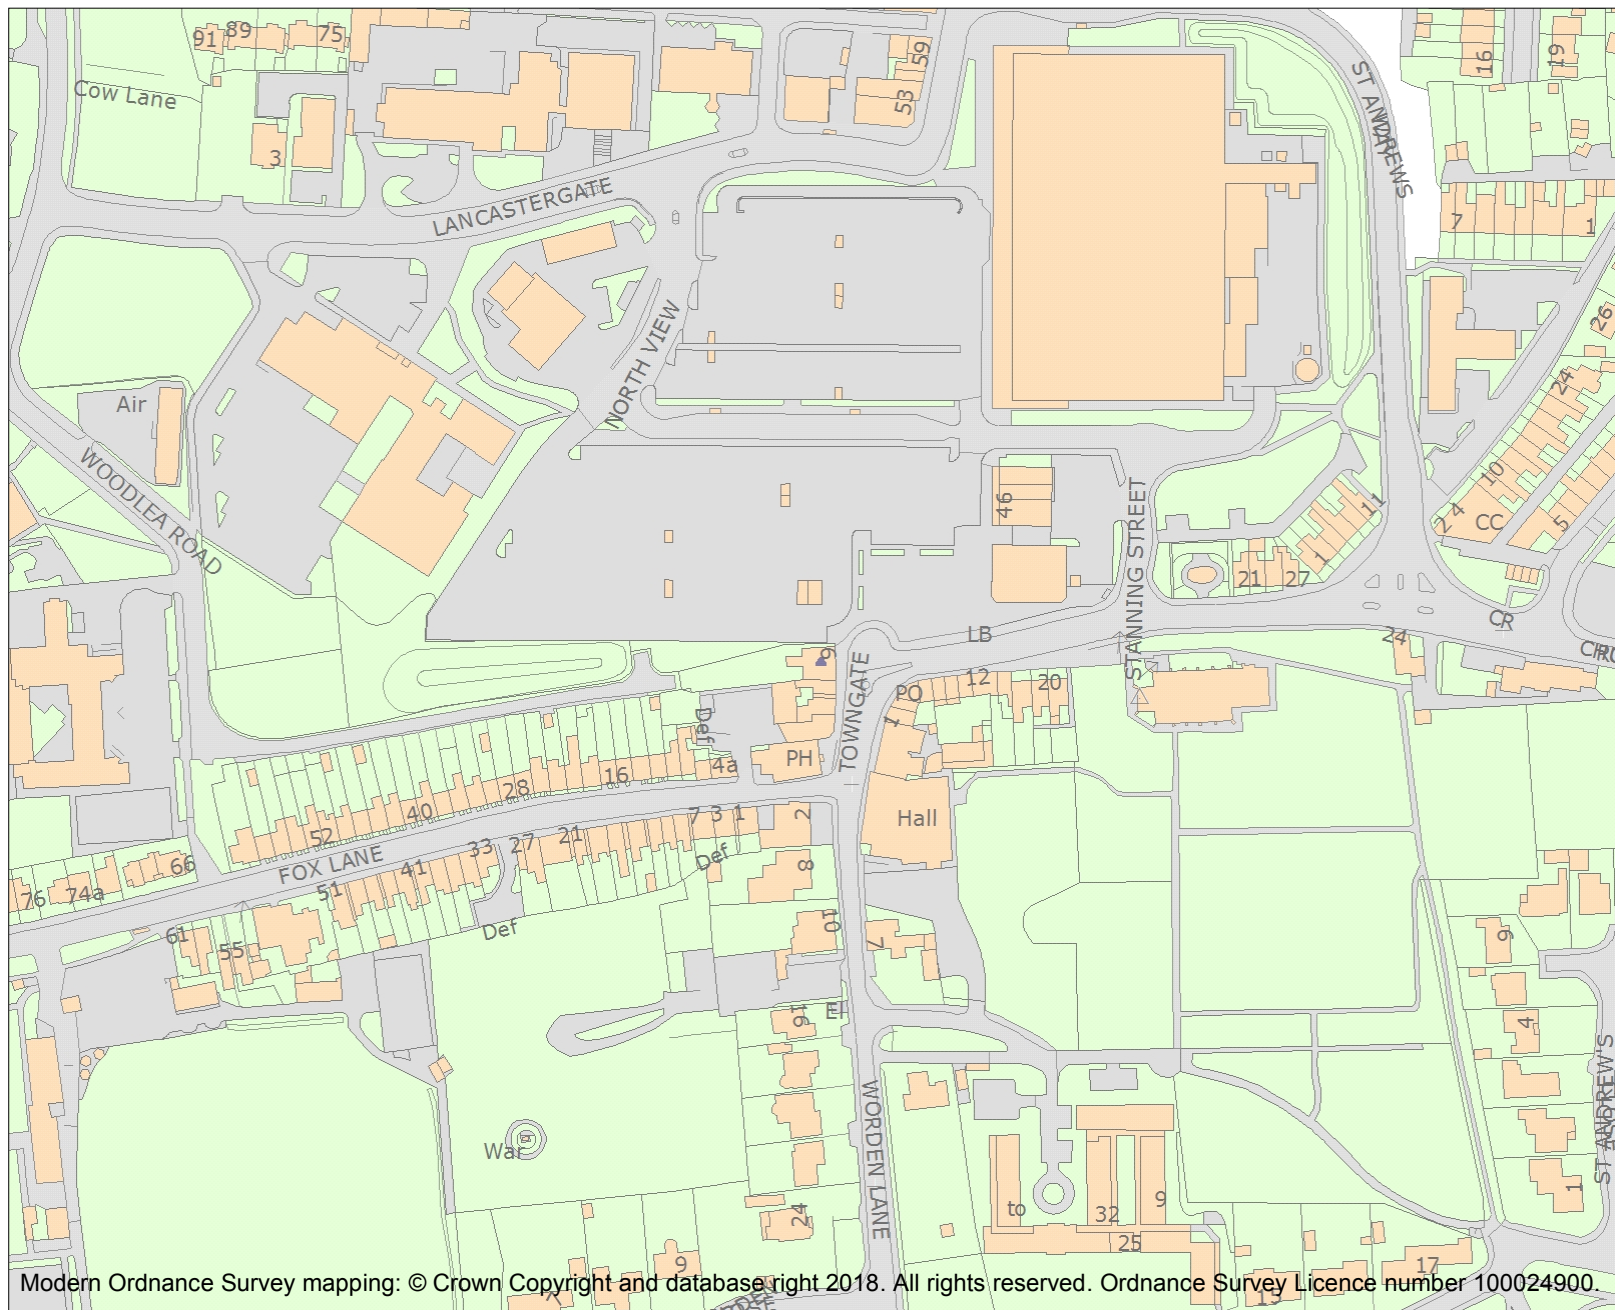 91 89 75
59
16 19
Cow Lane
53
ST ANDREWS
WAY
3
LANCASTERGATE
7 1
26
NORTH VIEW
24
Air
WOODLEA ROAD
10
46
11
STANNING STREET
2 4 CC 5
21 27 1
LB
CR
24
9
TOWNGATE
12 20
PO
1
Def
4a PH
16
28
40
52
66
Hall
7 3 1 2
21
27
33
41
51
FOX LANE
Def
8
76 74a
61 55
Def
10
7
9
16 El
4
ST ANDREW'S
WORDEN LANE
War
24
to 32 9
25
1
9
17
15
Modern Ordnance Survey mapping: © Crown Copyright and database right 2018. All rights reserved. Ordnance Survey Licence number 100024900.